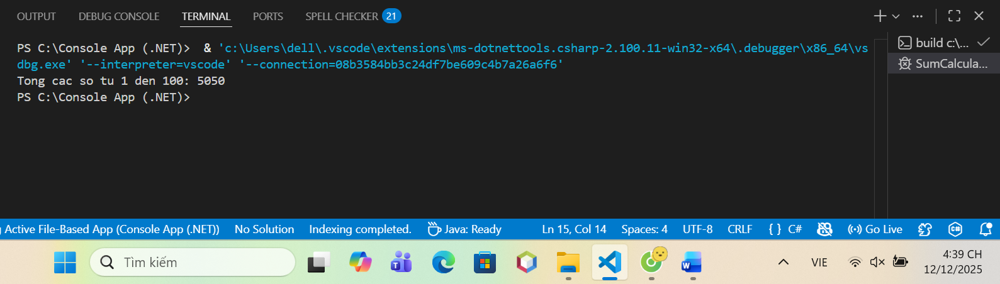 OUTPUT DEBUG CONSOLE TERMINAL PORTS SPELL CHECKER 21
PS C:\Console App (.NET)>  & 'c:\Users\dell\.vscode\extensions\ms-dotnettools.csharp-2.100.11-win32-x64\.debugger\x86_64\vs
dbg.exe' '--interpreter=vscode' '--connection=08b3584bb3c24df7be609c4b7a26a6f6'
Tong cac so tu 1 den 100: 5050
PS C:\Console App (.NET)>
build c:\...
SumCalcula...
Active File-Based App (Console App (.NET)) No Solution Indexing completed. Java: Ready Ln 15, Col 14 Spaces: 4 UTF-8 CRLF { } C# Go Live C#
Tìm kiếm
T
W
VIE
4:39 CH
12/12/2025